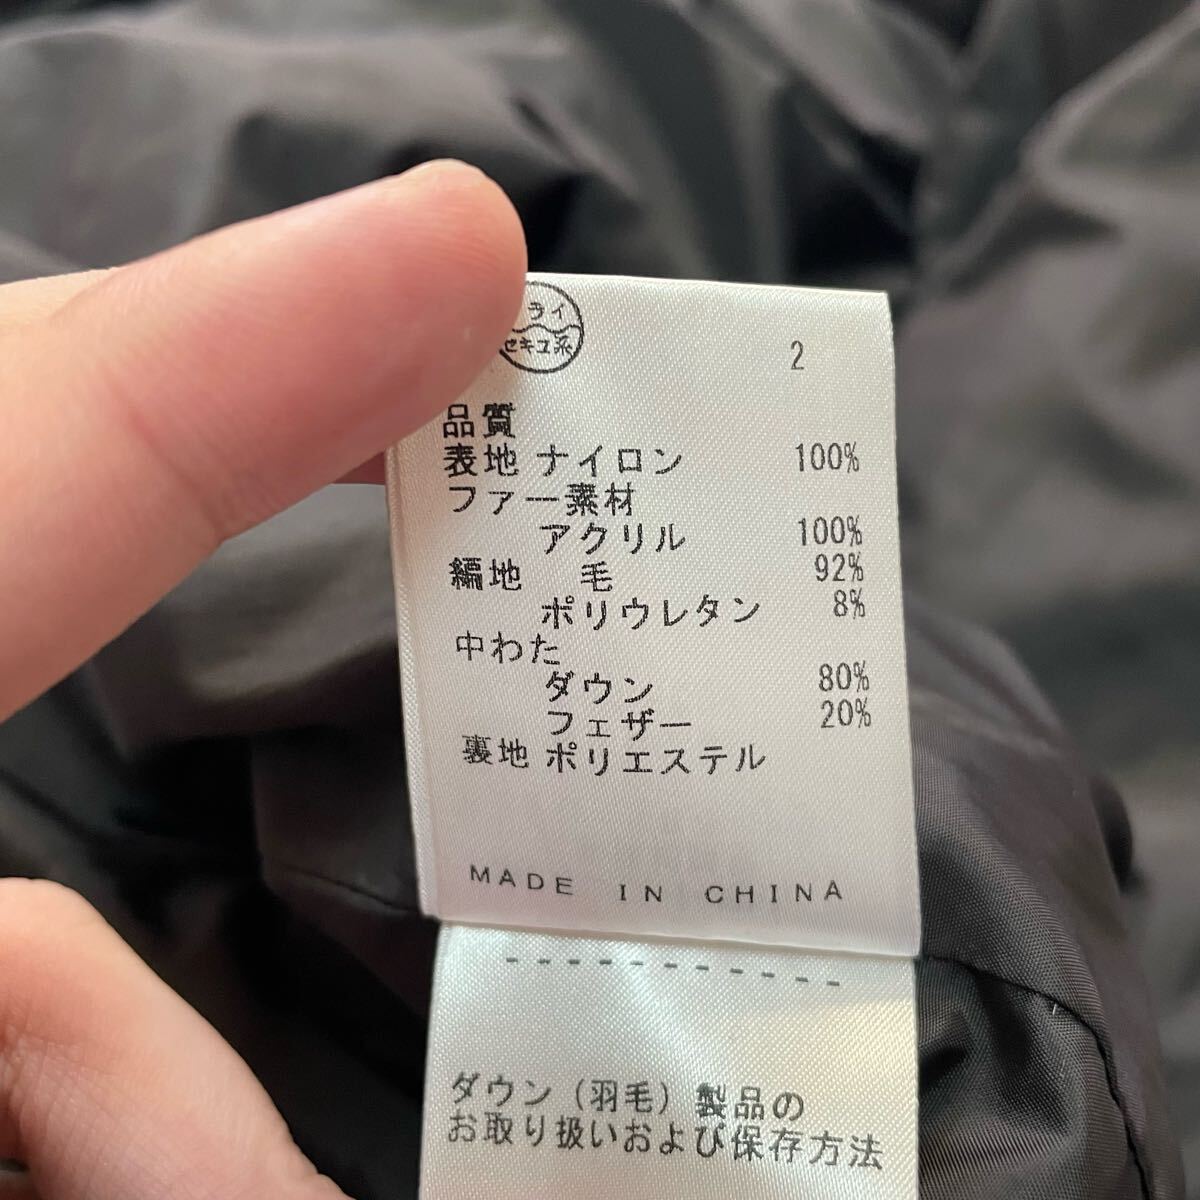 ライ
セキユ系
2
品質
表地 ナイロン 100%
ファー素材
アクリル 100%
編地 毛 92%
ポリウレタン 8%
中わた
ダウン 80%
フェザー 20%
裏地 ポリエステル
MADE IN CHINA
ダウン(羽毛)製品の
お取り扱いおよび保存方法